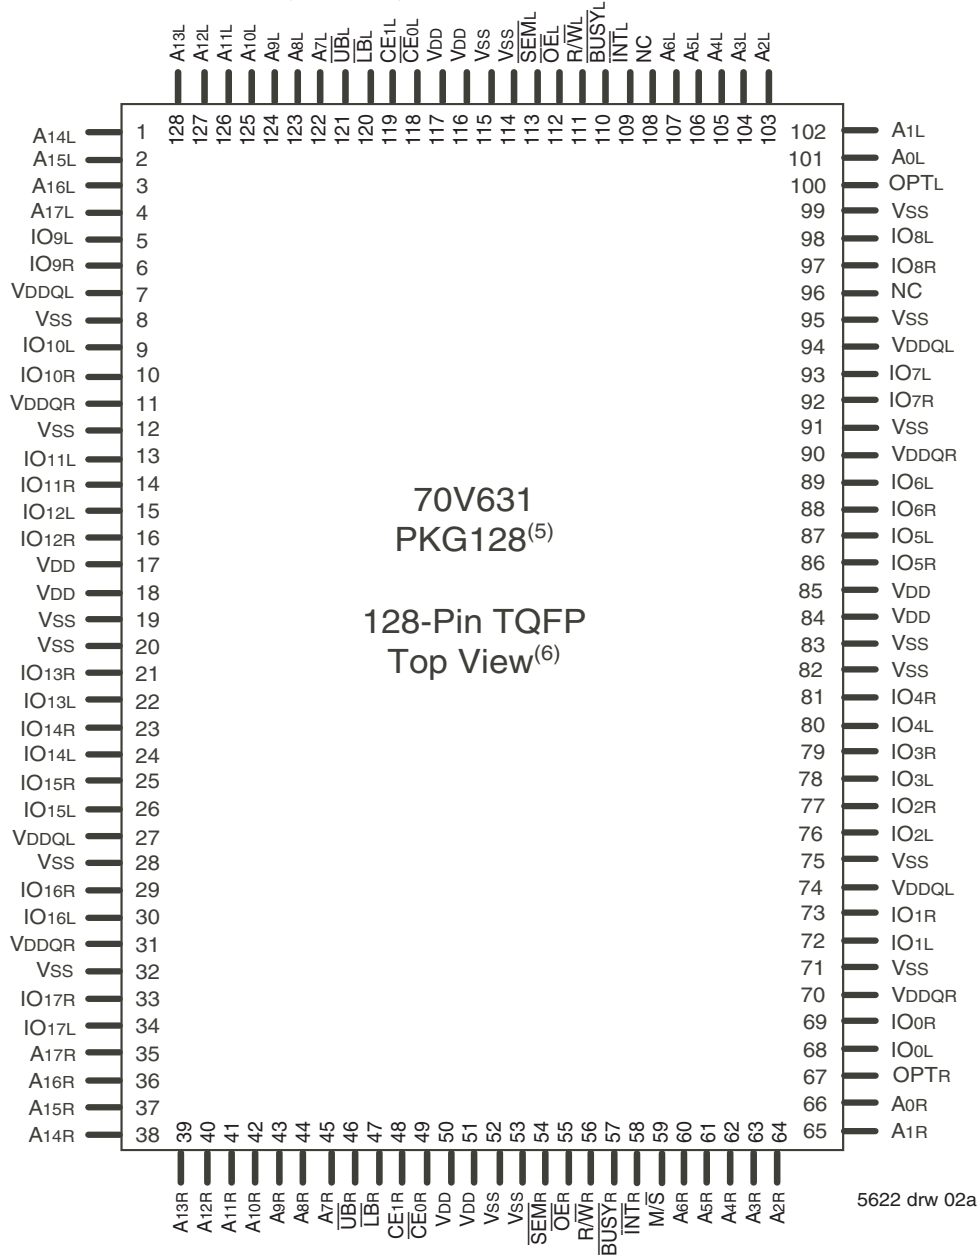 A13L A12L A11L A10L A9L A8L A7L UBL LBL CE1L CE0L VDD VDD VSS VSS SEML OEL R/WL BUSYL INTL NC A6L A5L A4L A3L A2L
128 127 126 125 124 123 122 121 120 119 118 117 116 115 114 113 112 111 110 109 108 107 106 105 104 103
A14L 1 102 A1L
A15L 2 101 A0L
A16L 3 100 OPTL
A17L 4 99 VSS
IO9L 5 98 IO8L
IO9R 6 97 IO8R
VDDQL 7 96 NC
VSS 8 95 VSS
IO10L 9 94 VDDQL
IO10R 10 93 IO7L
VDDQR 11 92 IO7R
VSS 12 91 VSS
IO11L 13 90 VDDQR
IO11R 14 89 IO6L
IO12L 15 88 IO6R
IO12R 16 87 IO5L
VDD 17 86 IO5R
VDD 18 85 VDD
VSS 19 84 VDD
VSS 20 83 VSS
IO13R 21 82 VSS
IO13L 22 81 IO4R
IO14R 23 80 IO4L
IO14L 24 79 IO3R
IO15R 25 78 IO3L
IO15L 26 77 IO2R
VDDQL 27 76 IO2L
VSS 28 75 VSS
IO16R 29 74 VDDQL
IO16L 30 73 IO1R
VDDQR 31 72 IO1L
VSS 32 71 VSS
IO17R 33 70 VDDQR
IO17L 34 69 IO0R
A17R 35 68 IO0L
A16R 36 67 OPTR
A15R 37 66 A0R
A14R 38 65 A1R
70V631
PKG128(5)
128-Pin TQFP
Top View(6)
39 40 41 42 43 44 45 46 47 48 49 50 51 52 53 54 55 56 57 58 59 60 61 62 63 64
A13R A12R A11R A10R A9R A8R A7R UBR LBR CE1R CE0R VDD VDD VSS VSS SEMR OER R/WR BUSYR INTR M/S A6R A5R A4R A3R A2R
5622 drw 02a